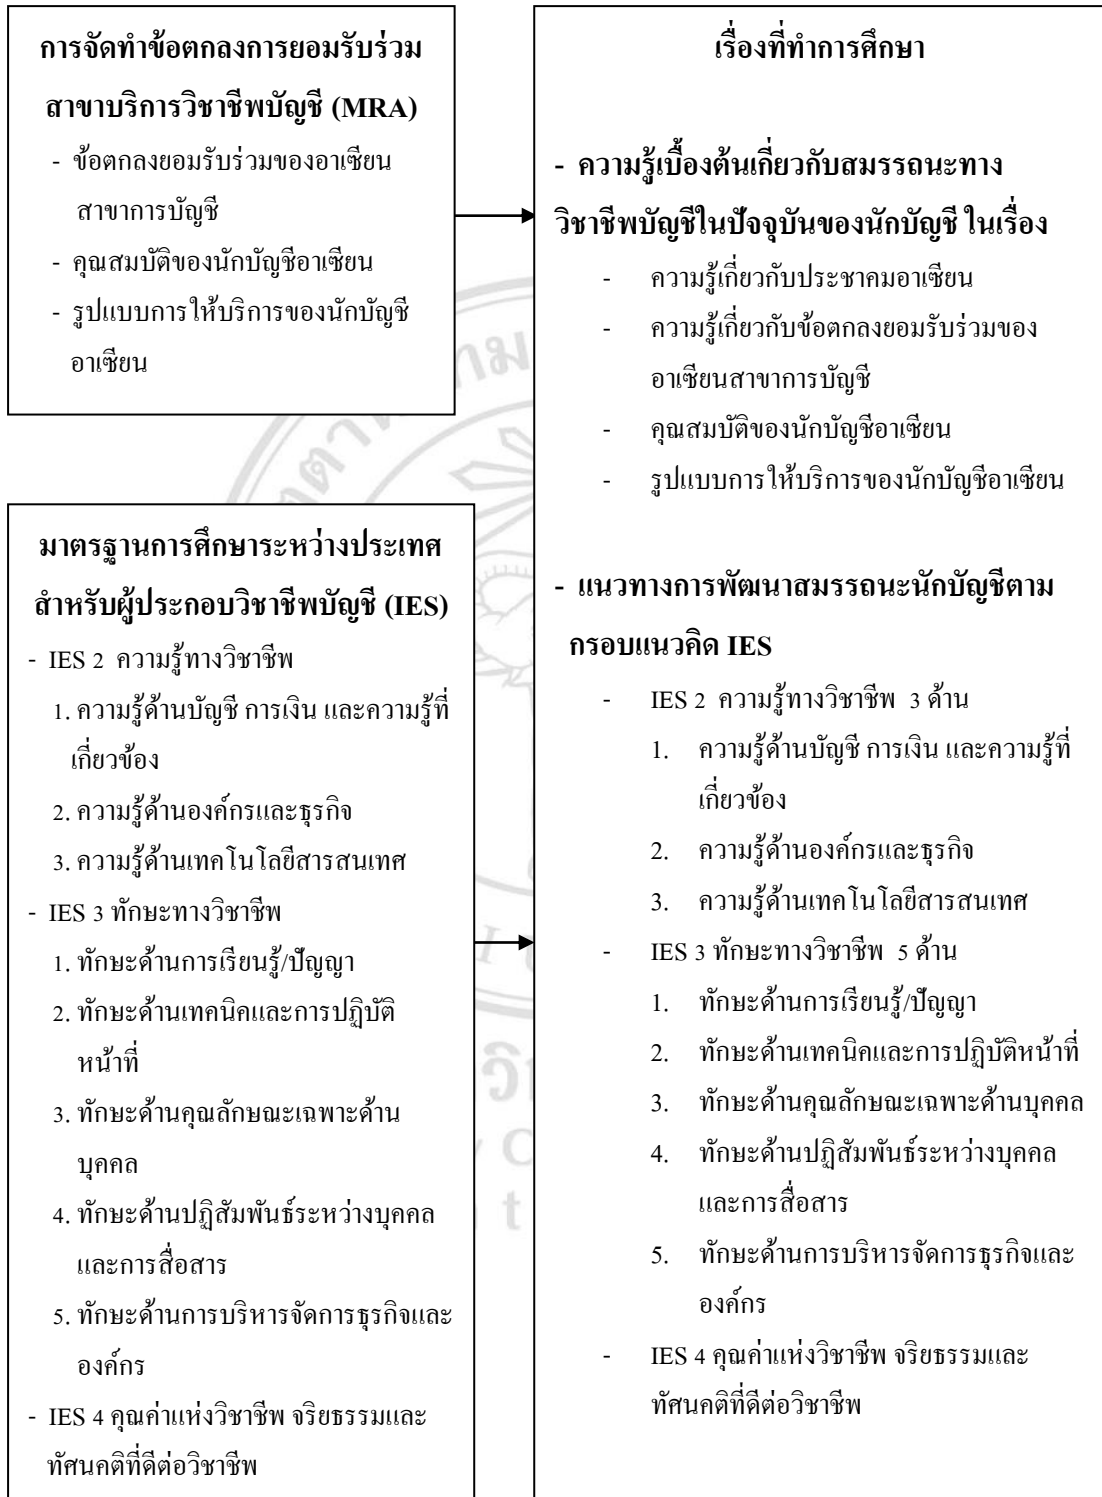 การจัดทำข้อตกลงการยอมรับร่วม
สาขาบริการวิชาชีพบัญชี (MRA)
- ข้อตกลงยอมรับร่วมของอาเซียน
สาขาการบัญชี
- คุณสมบัติของนักบัญชีอาเซียน
- รูปแบบการให้บริการของนักบัญชี
อาเซียน
มาตรฐานการศึกษาระหว่างประเทศ
สำหรับผู้ประกอบวิชาชีพบัญชี (IES)
- IES 2 ความรู้ทางวิชาชีพ
1. ความรู้ด้านบัญชี การเงิน และความรู้ที่
เกี่ยวข้อง
2. ความรู้ด้านองค์กรและธุรกิจ
3. ความรู้ด้านเทคโนโลยีสารสนเทศ
- IES 3 ทักษะทางวิชาชีพ
1. ทักษะด้านการเรียนรู้/ปัญญา
2. ทักษะด้านเทคนิคและการปฏิบัติ
หน้าที่
3. ทักษะด้านคุณลักษณะเฉพาะด้าน
บุคคล
4. ทักษะด้านปฏิสัมพันธ์ระหว่างบุคคล
และการสื่อสาร
5. ทักษะด้านการบริหารจัดการธุรกิจและ
องค์กร
- IES 4 คุณค่าแห่งวิชาชีพ จริยธรรมและ
ทัศนคติที่ดีต่อวิชาชีพ
เรื่องที่ทำการศึกษา
- ความรู้เบื้องต้นเกี่ยวกับสมรรถนะทาง
วิชาชีพบัญชีในปัจจุบันของนักบัญชี ในเรื่อง
- ความรู้เกี่ยวกับประชาคมอาเซียน
- ความรู้เกี่ยวกับข้อตกลงยอมรับร่วมของ
อาเซียนสาขาการบัญชี
- คุณสมบัติของนักบัญชีอาเซียน
- รูปแบบการให้บริการของนักบัญชีอาเซียน
- แนวทางการพัฒนาสมรรถนะนักบัญชีตาม
กรอบแนวคิด IES
- IES 2 ความรู้ทางวิชาชีพ 3 ด้าน
1. ความรู้ด้านบัญชี การเงิน และความรู้ที่
เกี่ยวข้อง
2. ความรู้ด้านองค์กรและธุรกิจ
3. ความรู้ด้านเทคโนโลยีสารสนเทศ
- IES 3 ทักษะทางวิชาชีพ 5 ด้าน
1. ทักษะด้านการเรียนรู้/ปัญญา
2. ทักษะด้านเทคนิคและการปฏิบัติหน้าที่
3. ทักษะด้านคุณลักษณะเฉพาะด้านบุคคล
4. ทักษะด้านปฏิสัมพันธ์ระหว่างบุคคล
และการสื่อสาร
5. ทักษะด้านการบริหารจัดการธุรกิจและ
องค์กร
- IES 4 คุณค่าแห่งวิชาชีพ จริยธรรมและ
ทัศนคติที่ดีต่อวิชาชีพ